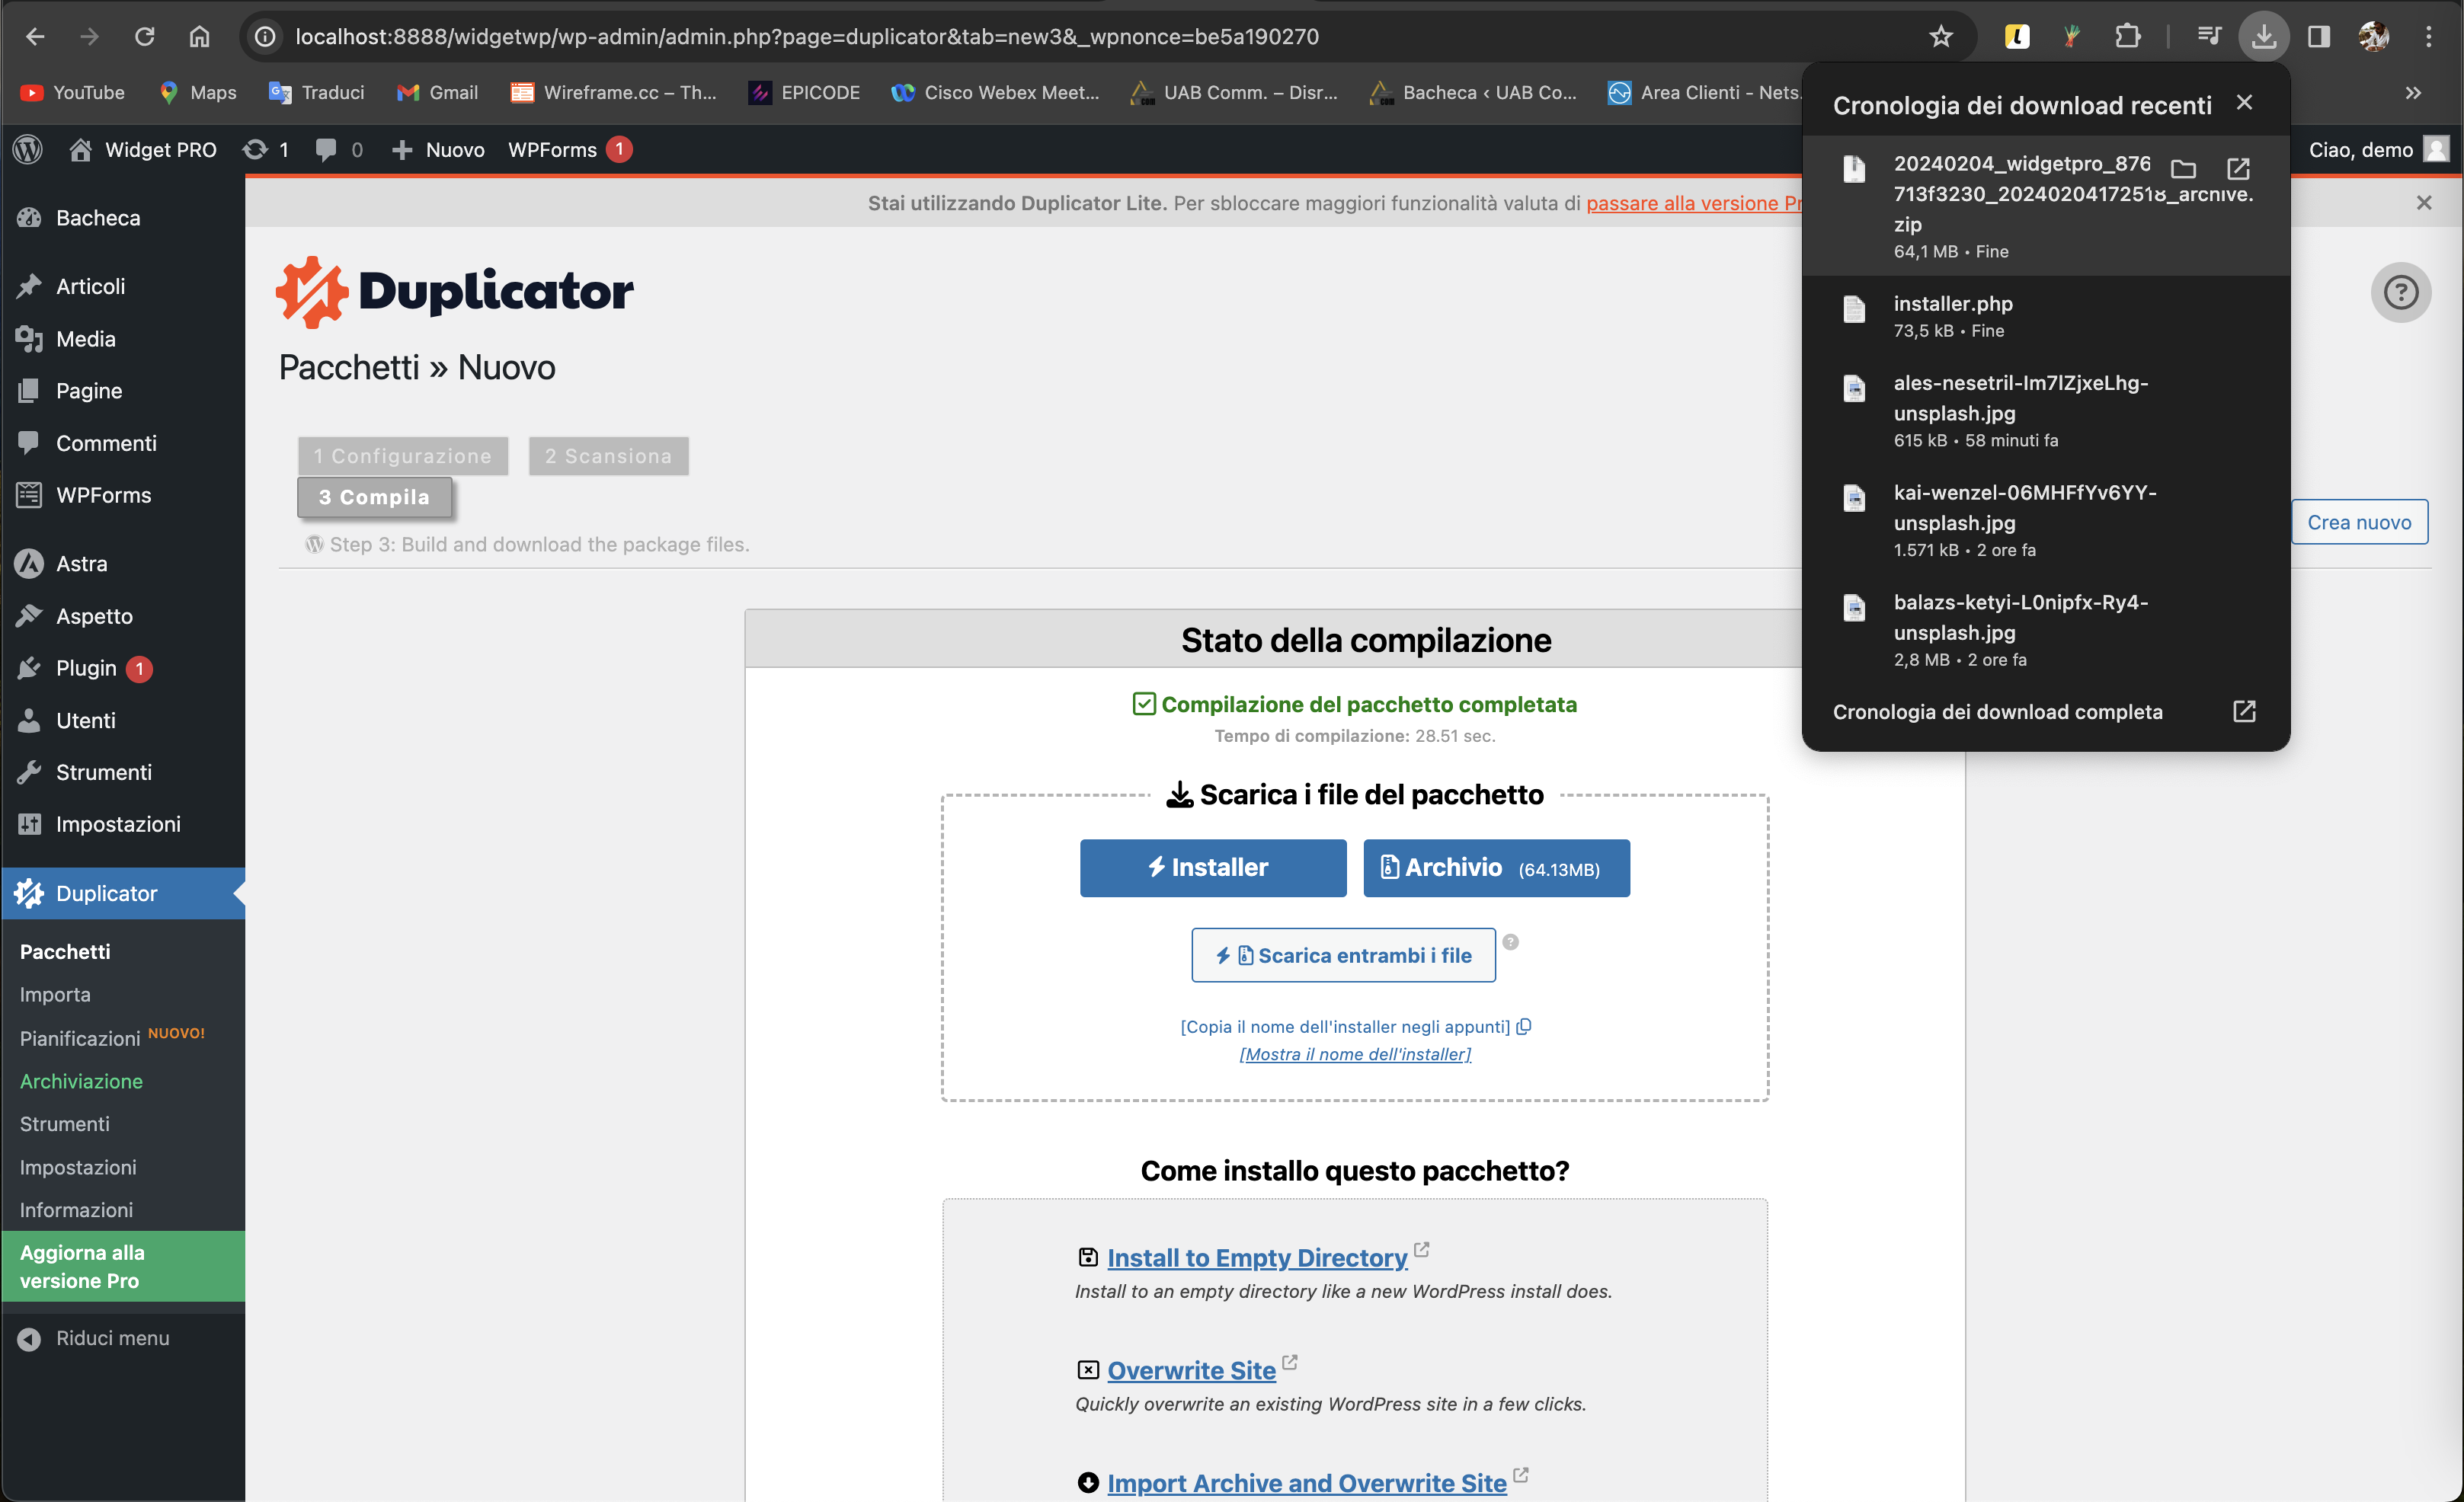 localhost:8888/widgetwp/wp-admin/admin.php?page=duplicator&tab=new3&_wpnonce=be5a190270
YouTube
Maps
Traduci
Gmail
Wireframe.cc – Th...
EPICODE
Cisco Webex Meet...
UAB Comm. – Disr...
Bacheca ‹ UAB Co...
Area Clienti - Nets.
Widget PRO
1
0
Nuovo
WPForms 1
Ciao, demo
Cronologia dei download recenti
20240204_widgetpro_876
713f3230_20240204172518_archive.
zip
64,1 MB • Fine
installer.php
73,5 kB • Fine
ales-nesetril-Im7lZjxeLhg-
unsplash.jpg
615 kB • 58 minuti fa
kai-wenzel-06MHFfYv6YY-
unsplash.jpg
1.571 kB • 2 ore fa
balazs-ketyi-L0nipfx-Ry4-
unsplash.jpg
2,8 MB • 2 ore fa
Cronologia dei download completa
Bacheca
Articoli
Media
Pagine
Commenti
WPForms
Astra
Aspetto
Plugin 1
Utenti
Strumenti
Impostazioni
Duplicator
Pacchetti
Importa
Pianificazioni NUOVO!
Archiviazione
Strumenti
Impostazioni
Informazioni
Aggiorna alla
versione Pro
Riduci menu
Stai utilizzando Duplicator Lite. Per sbloccare maggiori funzionalità valuta di passare alla versione Pr
Duplicator
Pacchetti » Nuovo
1 Configurazione
2 Scansiona
3 Compila
Step 3: Build and download the package files.
Crea nuovo
Stato della compilazione
Compilazione del pacchetto completata
Tempo di compilazione: 28.51 sec.
Scarica i file del pacchetto
Installer
Archivio (64.13MB)
Scarica entrambi i file
[Copia il nome dell'installer negli appunti]
[Mostra il nome dell'installer]
Come installo questo pacchetto?
Install to Empty Directory
Install to an empty directory like a new WordPress install does.
Overwrite Site
Quickly overwrite an existing WordPress site in a few clicks.
Import Archive and Overwrite Site